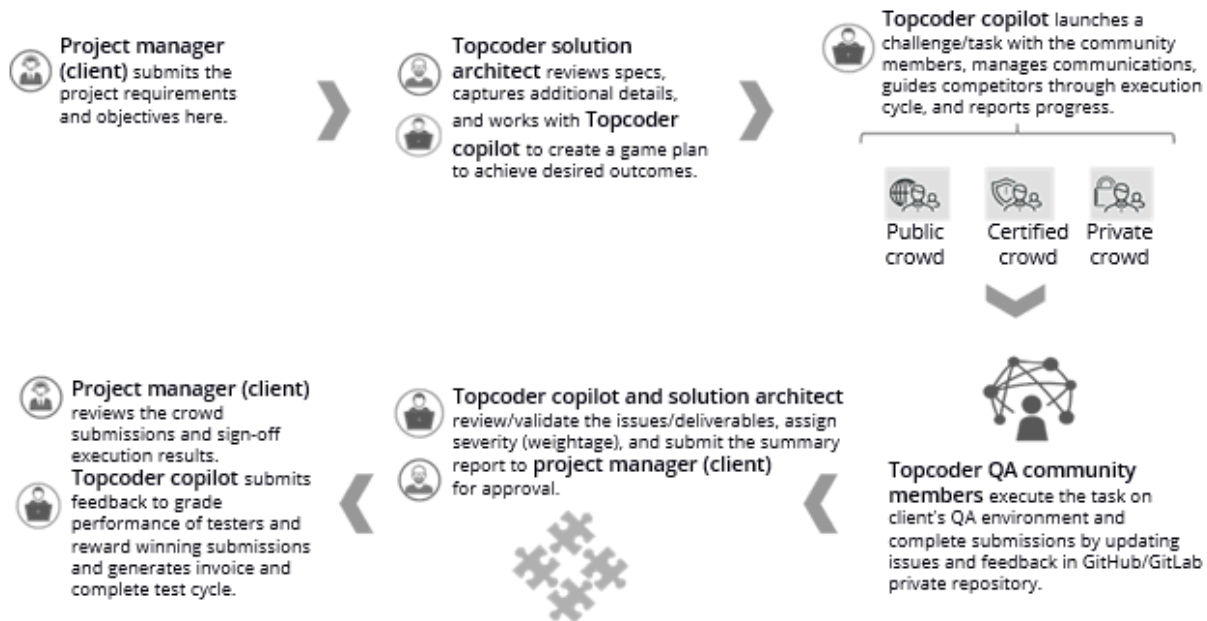 Project manager
(client) submits the
project requirements
and objectives here.
Topcoder solution
architect reviews specs,
captures additional details,
and works with Topcoder
copilot to create a game plan
to achieve desired outcomes.
Topcoder copilot launches a
challenge/task with the community
members, manages communications,
guides competitors through execution
cycle, and reports progress.
Public
crowd
Certified
crowd
Private
crowd
Topcoder QA community
members execute the task on
client's QA environment and
complete submissions by updating
issues and feedback in GitHub/GitLab
private repository.
Topcoder copilot and solution architect
review/validate the issues/deliverables, assign
severity (weightage), and submit the summary
report to project manager (client)
for approval.
Project manager (client)
reviews the crowd
submissions and sign-off
execution results.
Topcoder copilot submits
feedback to grade
performance of testers and
reward winning submissions
and generates invoice and
complete test cycle.